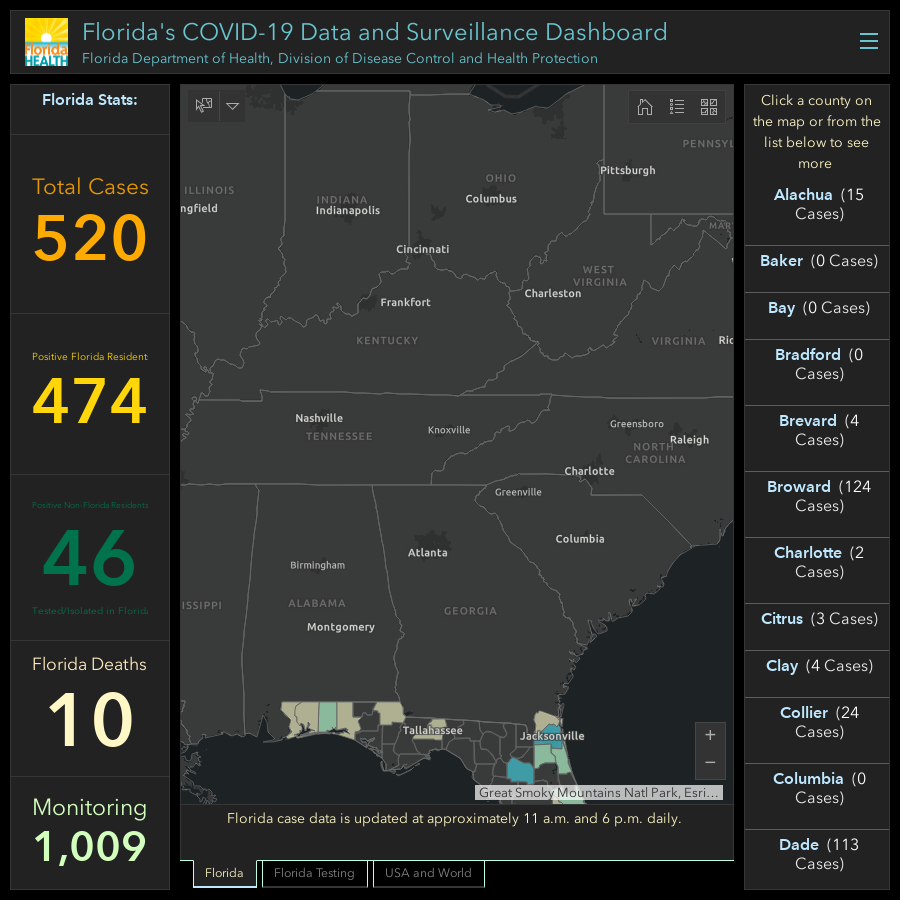 Florida's COVID-19 Data and Surveillance Dashboard
Florida Department of Health, Division of Disease Control and Health Protection
Florida
HEALTH
Florida Stats:
Total Cases
520
Positive Florida Resident
474
Positive Non-Florida Residents
46
Tested/Isolated in Florida
Florida Deaths
10
Monitoring
1,009
PENNSYL
Pittsburgh
OHIO
ILLINOIS
INDIANA
Columbus
ngfield
Indianapolis
MAR
Cincinnati
WEST
VIRGINIA
Charleston
Frankfort
KENTUCKY
VIRGINIA
Ric
Nashville
TENNESSEE
Knoxville
Greensboro
Raleigh
NORTH
CAROLINA
Charlotte
Greenville
Columbia
Atlanta
Birmingham
ISSIPPI
ALABAMA
GEORGIA
Montgomery
Tallahassee
Jacksonville
+
−
Great Smoky Mountains Natl Park, Esri…
Florida case data is updated at approximately 11 a.m. and 6 p.m. daily.
Florida
Florida Testing
USA and World
Click a county on
the map or from the
list below to see
more
Alachua (15
Cases)
Baker (0 Cases)
Bay (0 Cases)
Bradford (0
Cases)
Brevard (4
Cases)
Broward (124
Cases)
Charlotte (2
Cases)
Citrus (3 Cases)
Clay (4 Cases)
Collier (24
Cases)
Columbia (0
Cases)
Dade (113
Cases)